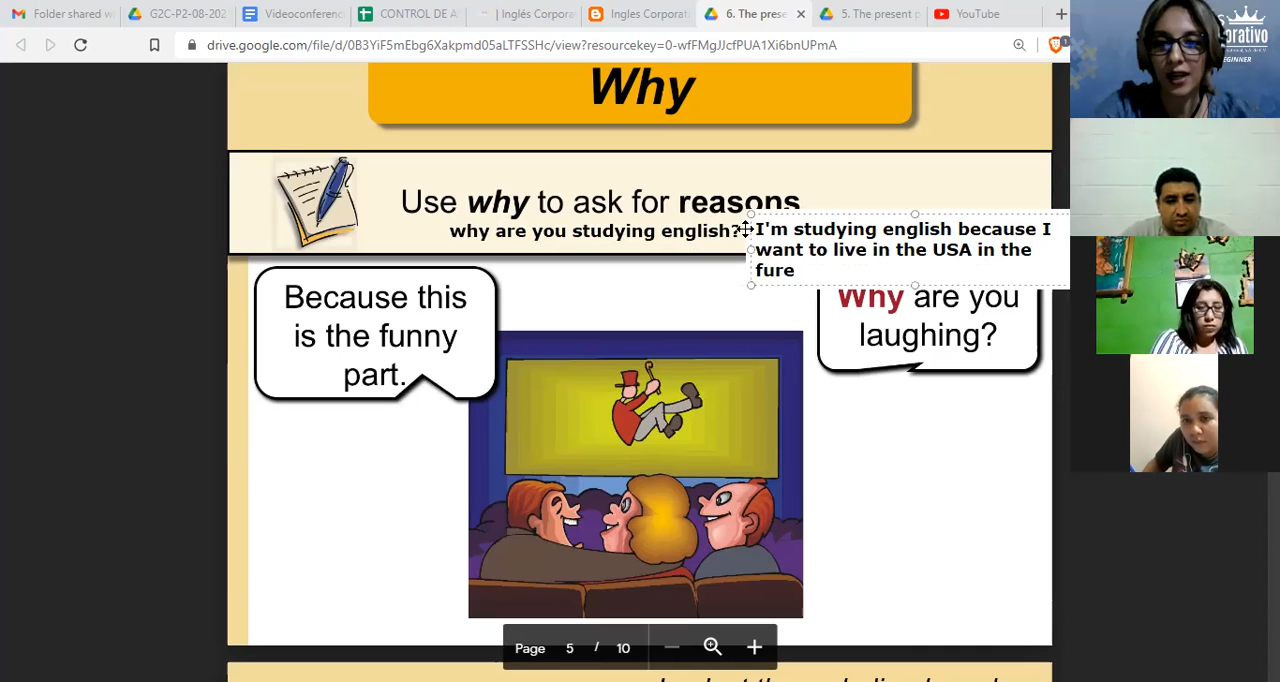 Folder shared w
G2C-P2-08-202
Videoconferenc
CONTROL DE A
| Inglés Corpora
Ingles Corporat
6. The prese
5. The present p
YouTube
drive.google.com/file/d/0B3YiF5mEbg6Xakpmd05aLTFSSHc/view?resourcekey=0-wfFMgJJcfPUA1Xi6bnUPmA
1
orativo
GINNER
Why
Use why to ask for reasons
why are you studying english?
I'm studying english because I
want to live in the USA in the
fure
Because this
is the funny
part.
Why are you
laughing?
Page 5 / 10